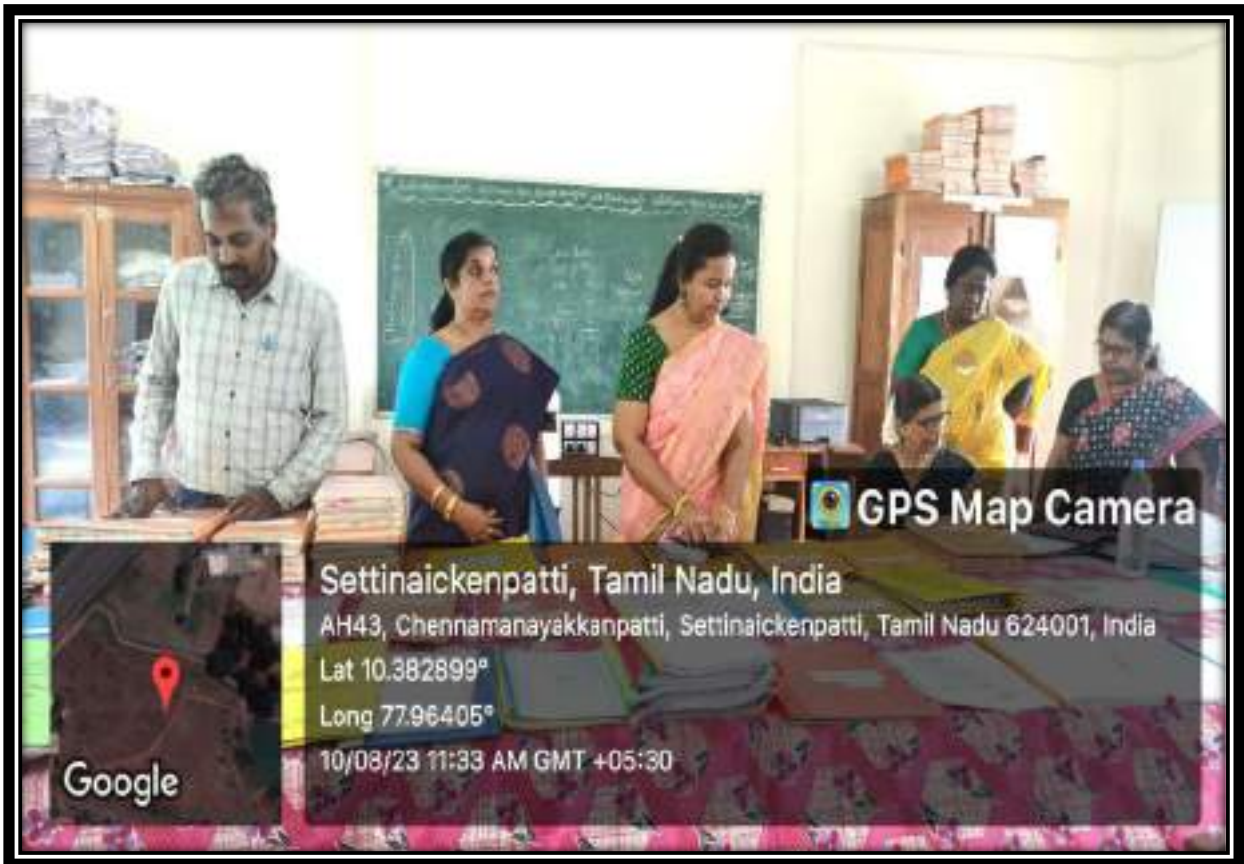 GPS Map Camera
Settinaickenpatti, Tamil Nadu, India
AH43, Chennamanayakkanpatti, Settinaickenpatti, Tamil Nadu 624001, India
Lat 10.382899°
Long 77.96405°
10/08/23 11:33 AM GMT +05:30
Google